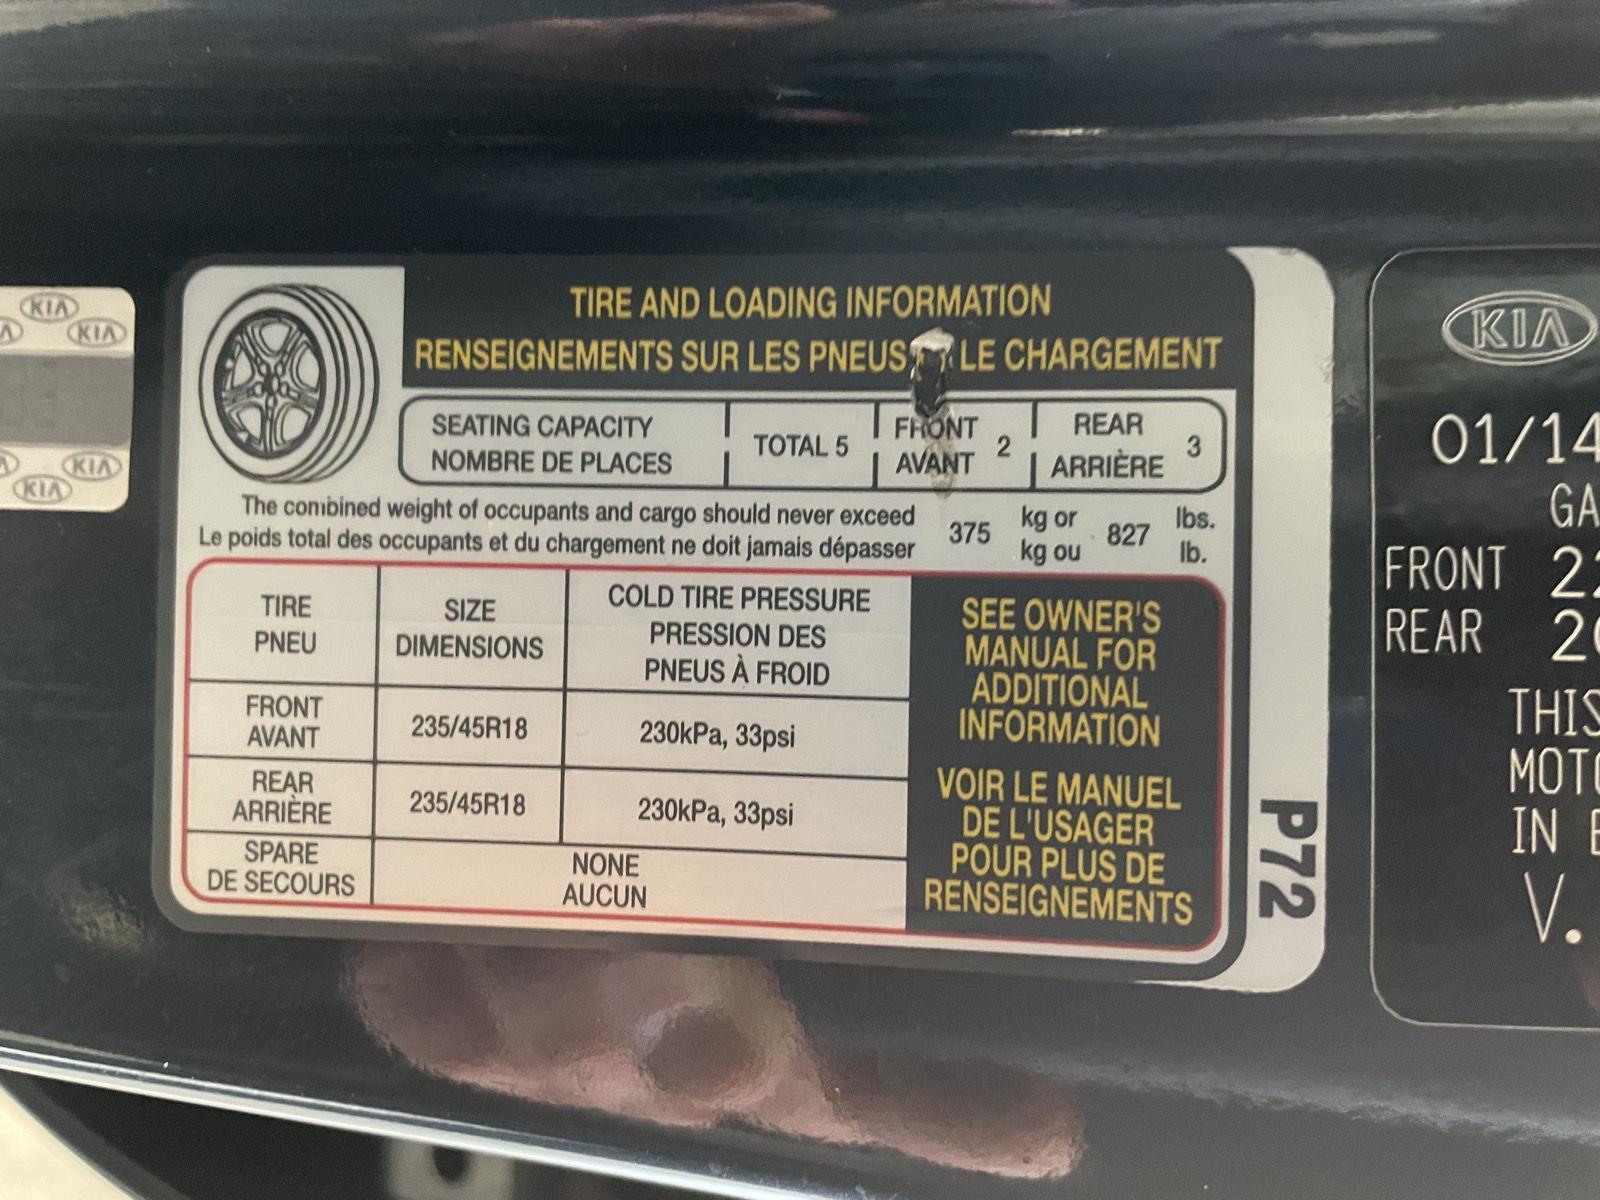 KIA
KIA
KIA
KIA
TIRE AND LOADING INFORMATION
RENSEIGNEMENTS SUR LES PNEUS LE CHARGEMENT
SEATING CAPACITY
NOMBRE DE PLACES
TOTAL 5
FRONT
AVANT
2
REAR
ARRIÈRE
3
The combined weight of occupants and cargo should never exceed
Le poids total des occupants et du chargement ne doit jamais dépasser
375
kg or
kg ou
827
lbs.
lb.
TIRE
PNEU
SIZE
DIMENSIONS
COLD TIRE PRESSURE
PRESSION DES
PNEUS À FROID
FRONT
AVANT
235/45R18
230kPa, 33psi
REAR
ARRIÈRE
235/45R18
230kPa, 33psi
SPARE
DE SECOURS
NONE
AUCUN
SEE OWNER'S
MANUAL FOR
ADDITIONAL
INFORMATION
VOIR LE MANUEL
DE L'USAGER
POUR PLUS DE
RENSEIGNEMENTS
P72
KIA
01/14
GA
FRONT 22
REAR
THIS
MOTO
IN
V.